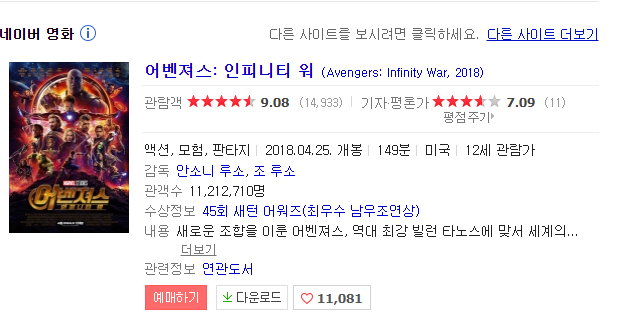 네이버 영화 다른 사이트를 보시려면 클릭하세요. 다른 사이트 더보기
어벤져스: 인피니티 워 (Avengers: Infinity War, 2018)
관람객 9.08 (14,933) 기자·평론가 7.09 (11)
평점주기
액션, 모험, 판타지 2018.04.25. 개봉 149분 미국 12세 관람가
감독 안소니 루소, 조 루소
관객수 11,212,710명
수상정보 45회 새턴 어워즈(최우수 남우조연상)
내용 새로운 조합을 이룬 어벤져스, 역대 최강 빌런 타노스에 맞서 세계의...
더보기
관련정보 연관도서
예매하기 다운로드 11,081
MARVEL STUDIOS
어벤져스